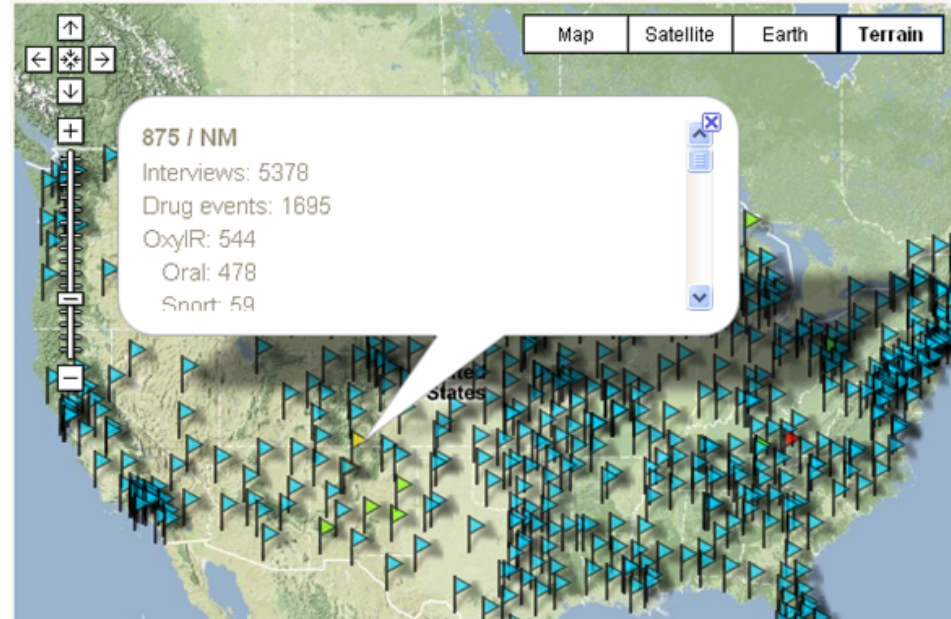 Map Satellite Earth Terrain
875 / NM
Interviews: 5378
Drug events: 1695
OxyIR: 544
Oral: 478
Snort: 59
States